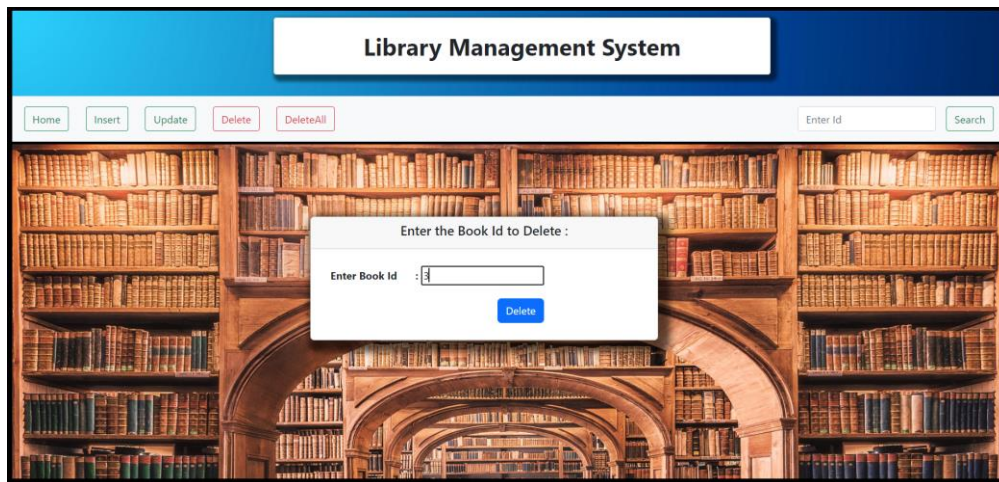 Library Management System
Home Insert Update Delete DeleteAll Enter Id Search
Enter the Book Id to Delete :
Enter Book Id : 3
Delete